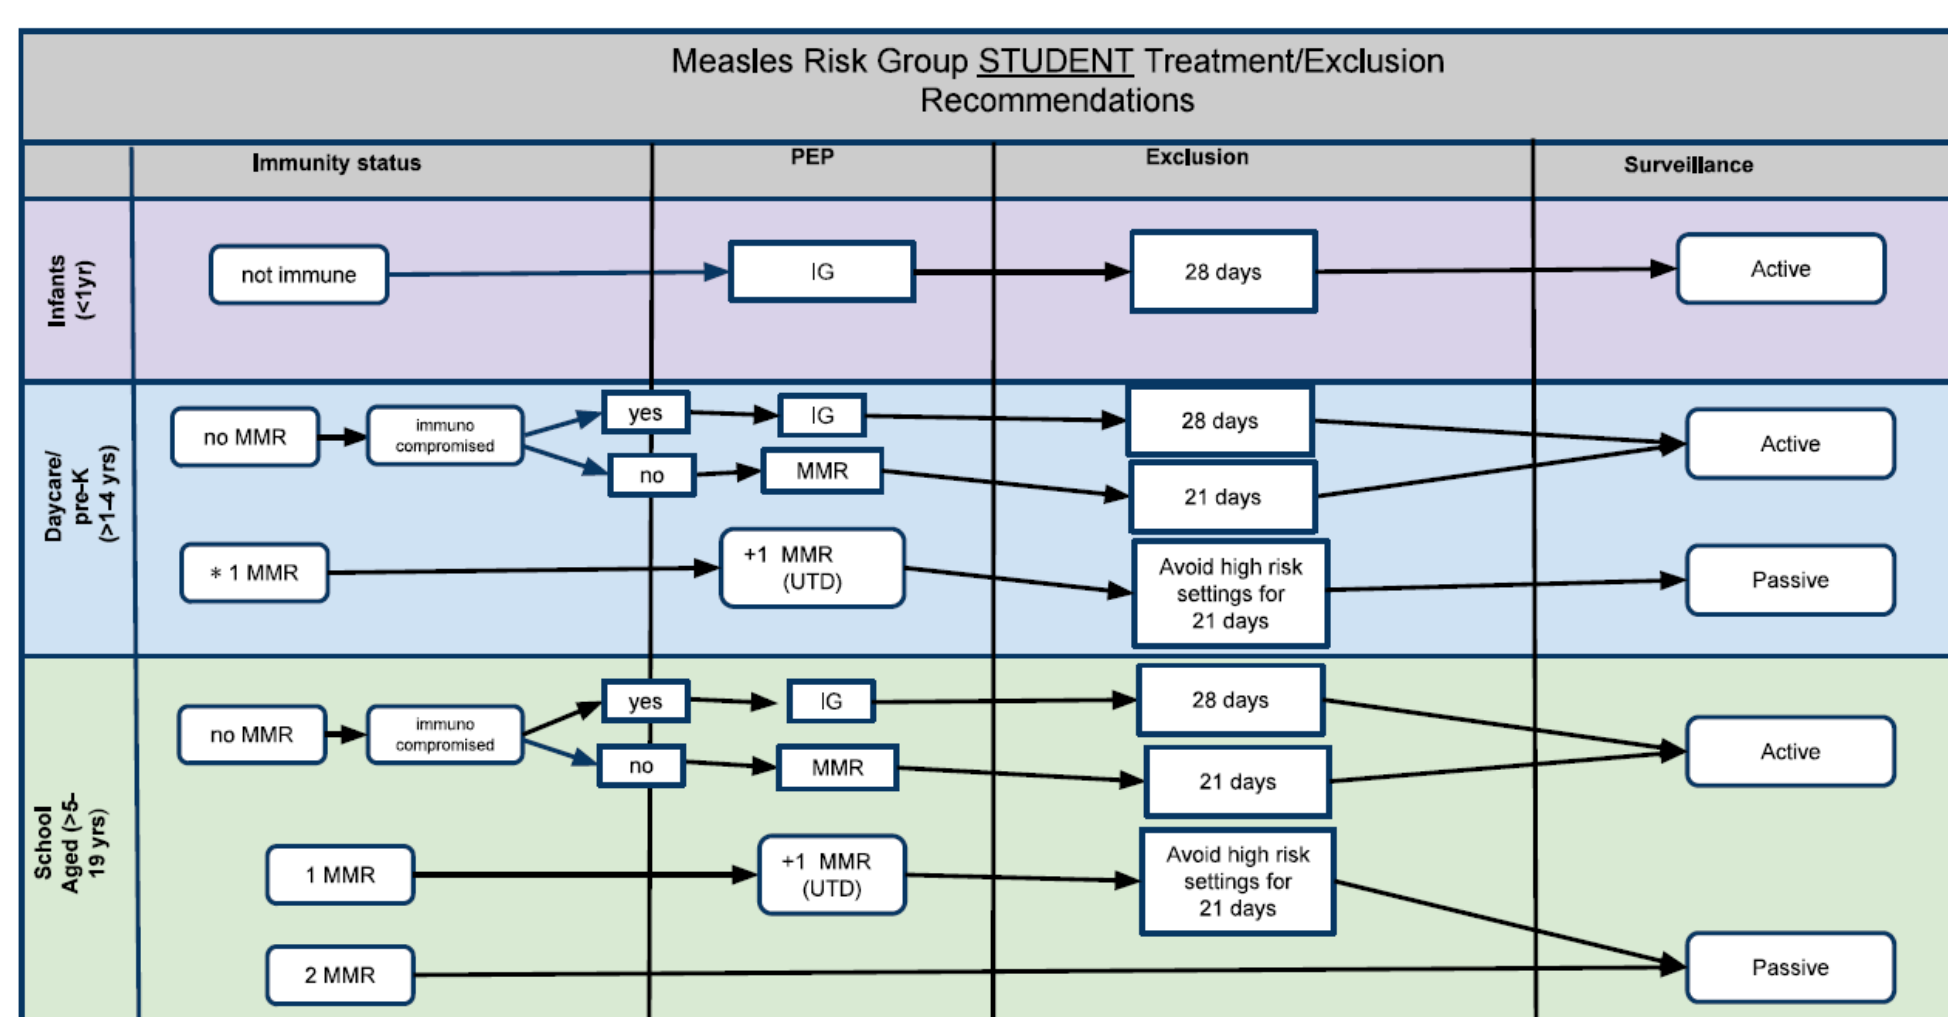 Measles Risk Group STUDENT Treatment/Exclusion
Recommendations
Immunity status
PEP
Exclusion
Surveillance
Infants
(<1yr)
not immune
IG
28 days
Active
Daycare/
pre-K
(>1-4 yrs)
no MMR
immuno
compromised
yes
IG
28 days
no
MMR
21 days
Active
* 1 MMR
+1 MMR
(UTD)
Avoid high risk
settings for
21 days
Passive
School
Aged (>5-
19 yrs)
no MMR
immuno
compromised
yes
IG
28 days
no
MMR
21 days
Active
1 MMR
+1 MMR
(UTD)
Avoid high risk
settings for
21 days
2 MMR
Passive